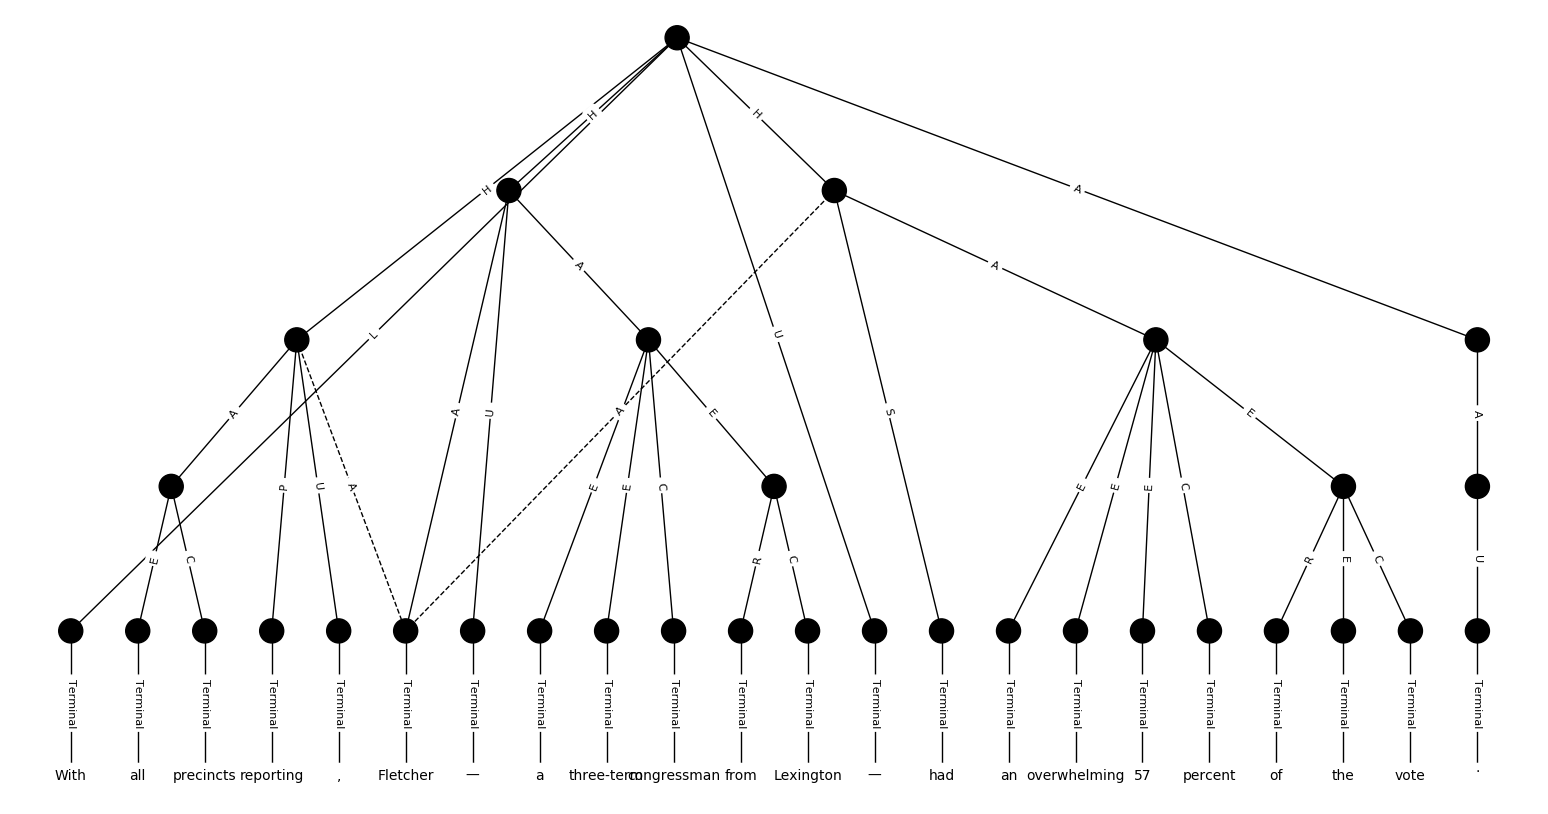 H
H
A
H
A
A
U
L
A
A
U
A
S
E
E
A
A
P
U
A
E
E
C
E
E
E
C
E
C
R
C
R
E
C
U
Terminal Terminal Terminal Terminal Terminal Terminal Terminal Terminal Terminal Terminal Terminal Terminal Terminal Terminal Terminal Terminal Terminal Terminal Terminal Terminal Terminal Terminal
With all precincts reporting , Fletcher — a three-term congressman from Lexington — had an overwhelming 57 percent of the vote .